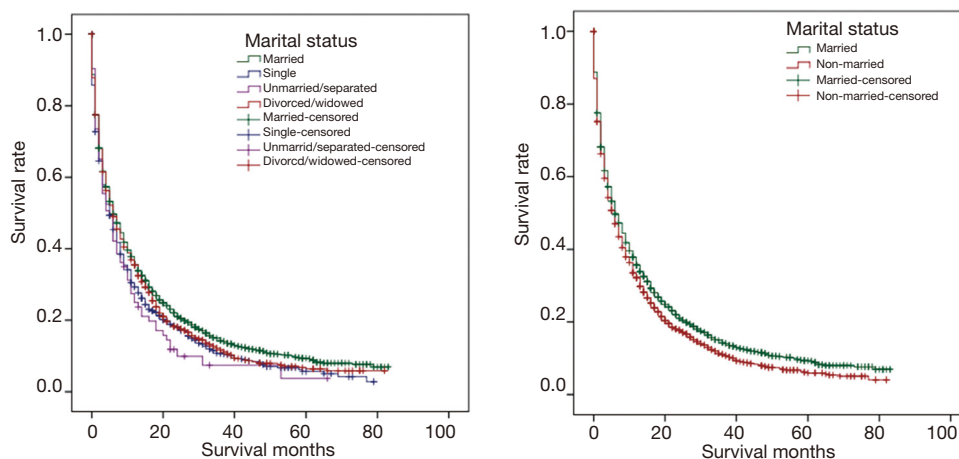 Marital status
Married
Single
Unmarried/separated
Divorced/widowed
Married-censored
Single-censored
Unmarrid/separated-censored
Divorcd/widowed-censored
Survival rate
1.0
0.8
0.6
0.4
0.2
0.0
0 20 40 60 80 100
Survival months
Marital status
Married
Non-married
Married-censored
Non-married-censored
Survival rate
1.0
0.8
0.6
0.4
0.2
0.0
0 20 40 60 80 100
Survival months